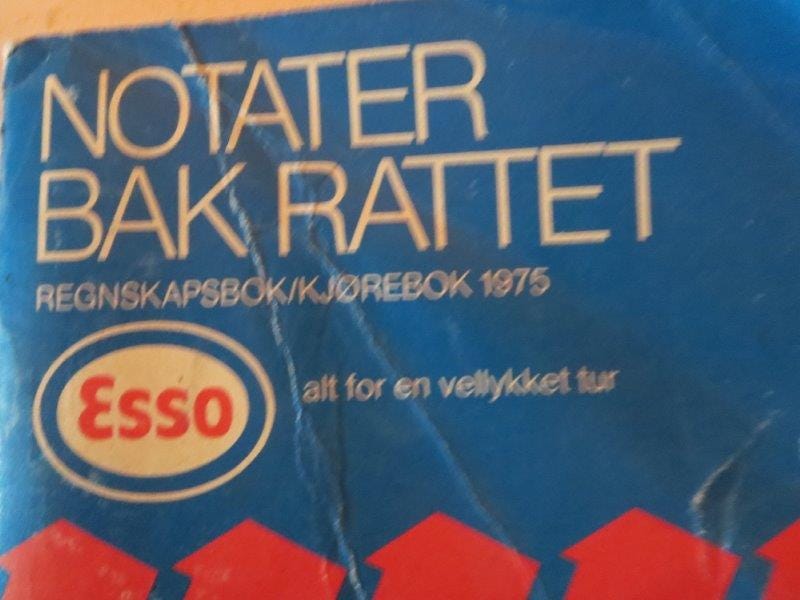 NOTATER
BAK RATTET
REGNSKAPSBOK/KJØREBOK 1975
Esso
alt for en vellykket tur